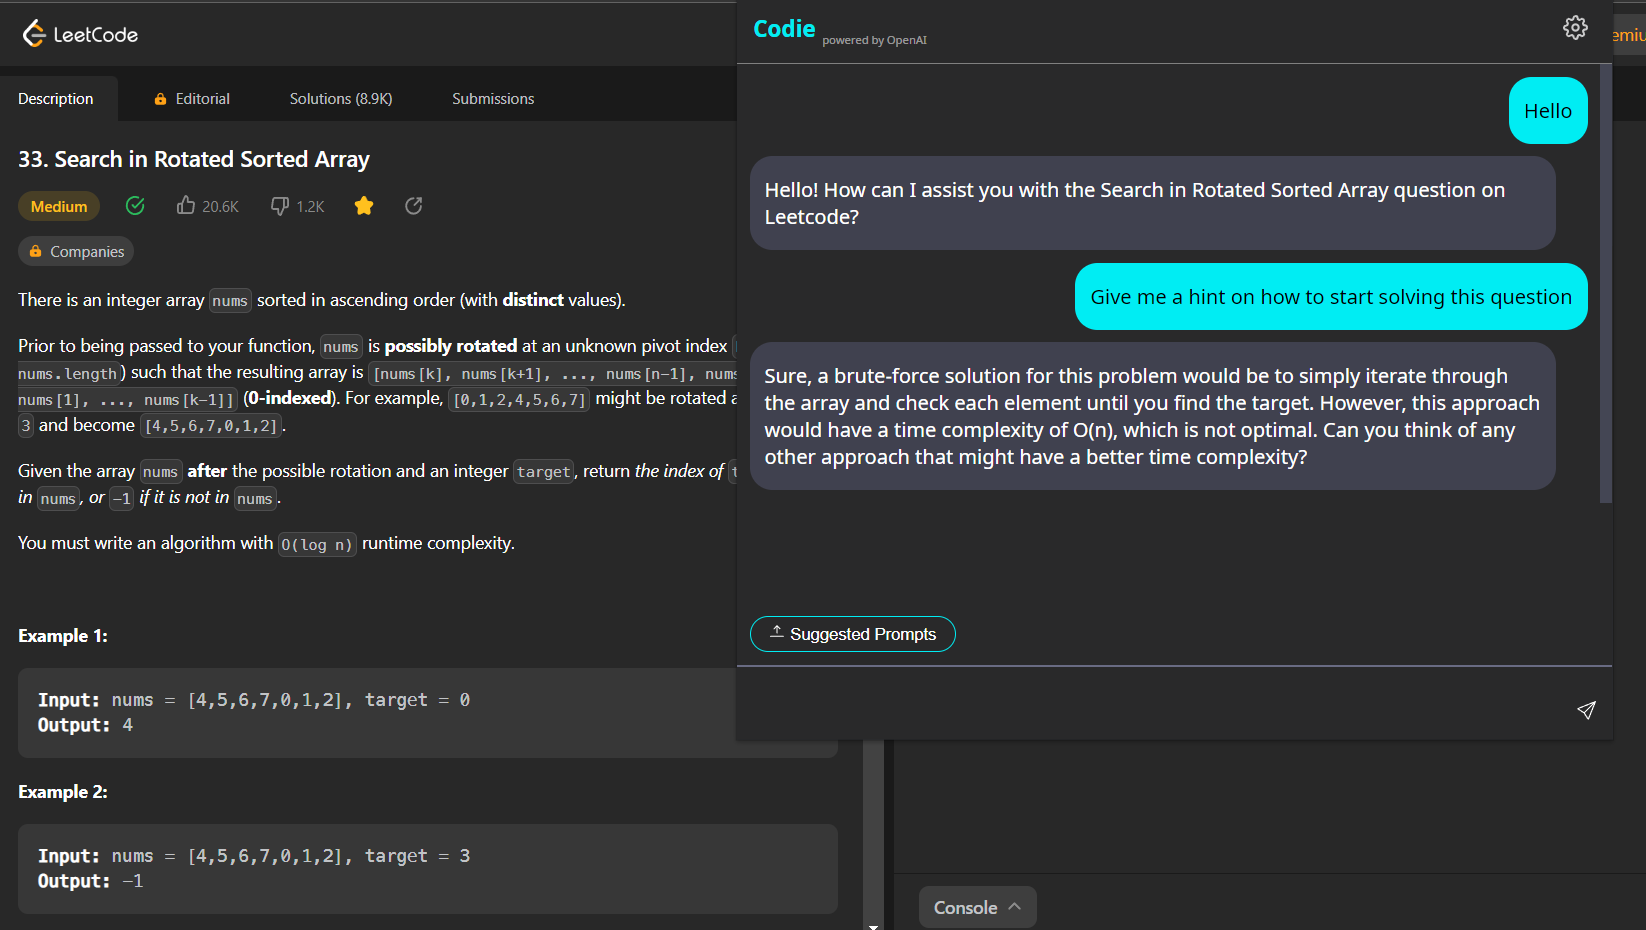 LeetCode
Description
Editorial
Solutions (8.9K)
Submissions
33. Search in Rotated Sorted Array
Medium
20.6K
1.2K
Companies
There is an integer array nums sorted in ascending order (with distinct values).
Prior to being passed to your function, nums is possibly rotated at an unknown pivot index
nums.length) such that the resulting array is [nums[k], nums[k+1], ..., nums[n-1], nums
nums[1], ..., nums[k-1]] (0-indexed). For example, [0,1,2,4,5,6,7] might be rotated
3 and become [4,5,6,7,0,1,2].
Given the array nums after the possible rotation and an integer target, return the index of
in nums, or -1 if it is not in nums.
You must write an algorithm with O(log n) runtime complexity.
Example 1:
Input: nums = [4,5,6,7,0,1,2], target = 0
Output: 4
Example 2:
Input: nums = [4,5,6,7,0,1,2], target = 3
Output: -1
Codie powered by OpenAI
Hello
Hello! How can I assist you with the Search in Rotated Sorted Array question on
Leetcode?
Give me a hint on how to start solving this question
Sure, a brute-force solution for this problem would be to simply iterate through
the array and check each element until you find the target. However, this approach
would have a time complexity of O(n), which is not optimal. Can you think of any
other approach that might have a better time complexity?
Suggested Prompts
Console